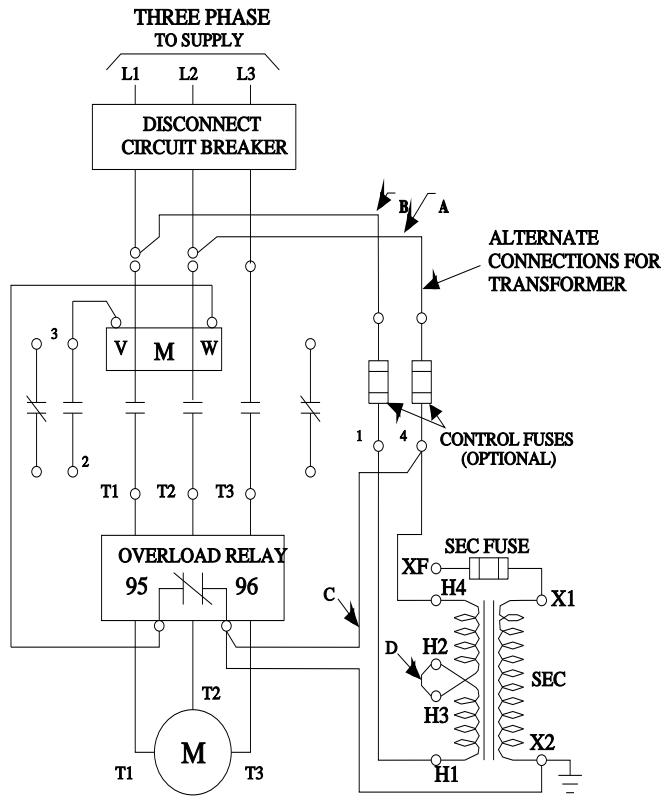 THREE PHASE
TO SUPPLY
L1 L2 L3
DISCONNECT
CIRCUIT BREAKER
B A
ALTERNATE
CONNECTIONS FOR
TRANSFORMER
3
V M W
2
1 4
CONTROL FUSES
(OPTIONAL)
T1 T2 T3
OVERLOAD RELAY
95 96
SEC FUSE
XF
H4
X1
C
D
H2
SEC
H3
T2
M
X2
T1 T3
H1